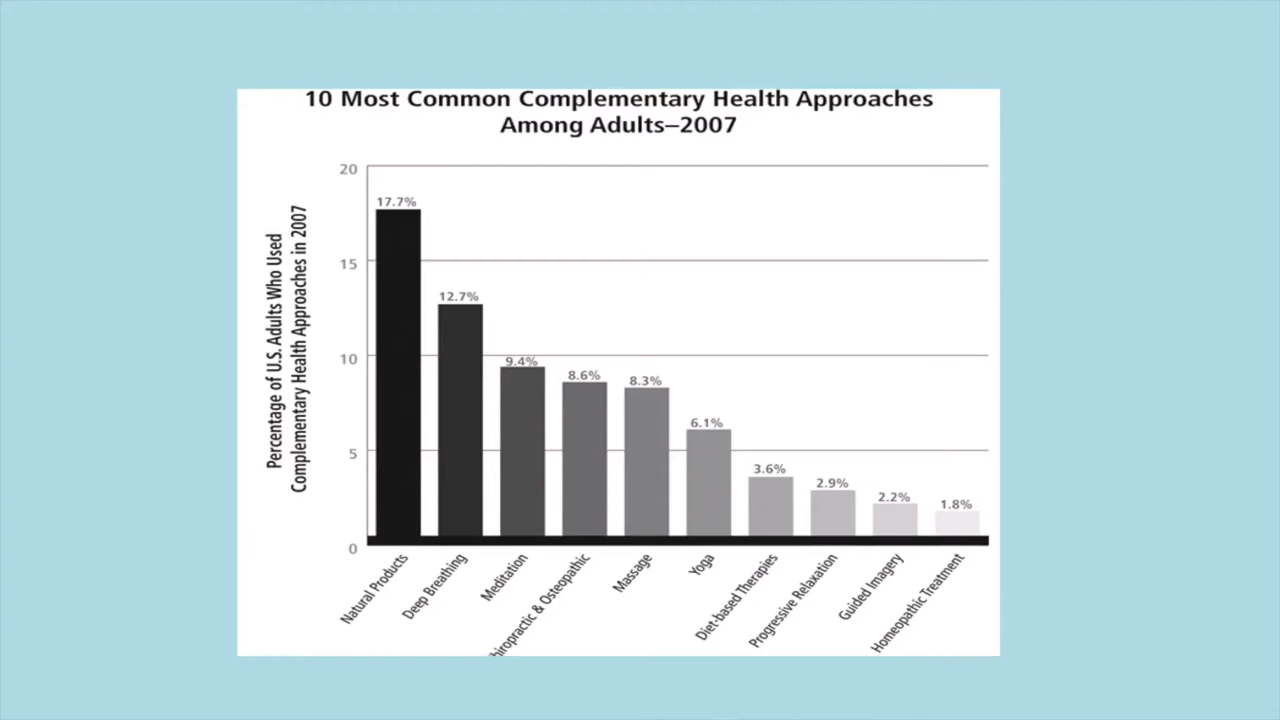 10 Most Common Complementary Health Approaches
Among Adults–2007
Percentage of U.S. Adults Who Used
Complementary Health Approaches in 2007
20
15
10
5
0
17.7%
12.7%
9.4%
8.6%
8.3%
6.1%
3.6%
2.9%
2.2%
1.8%
Natural Products
Deep Breathing
Meditation
hiropractic & Osteopathic
Massage
Yoga
Diet-based Therapies
Progressive Relaxation
Guided Imagery
Homeopathic Treatment